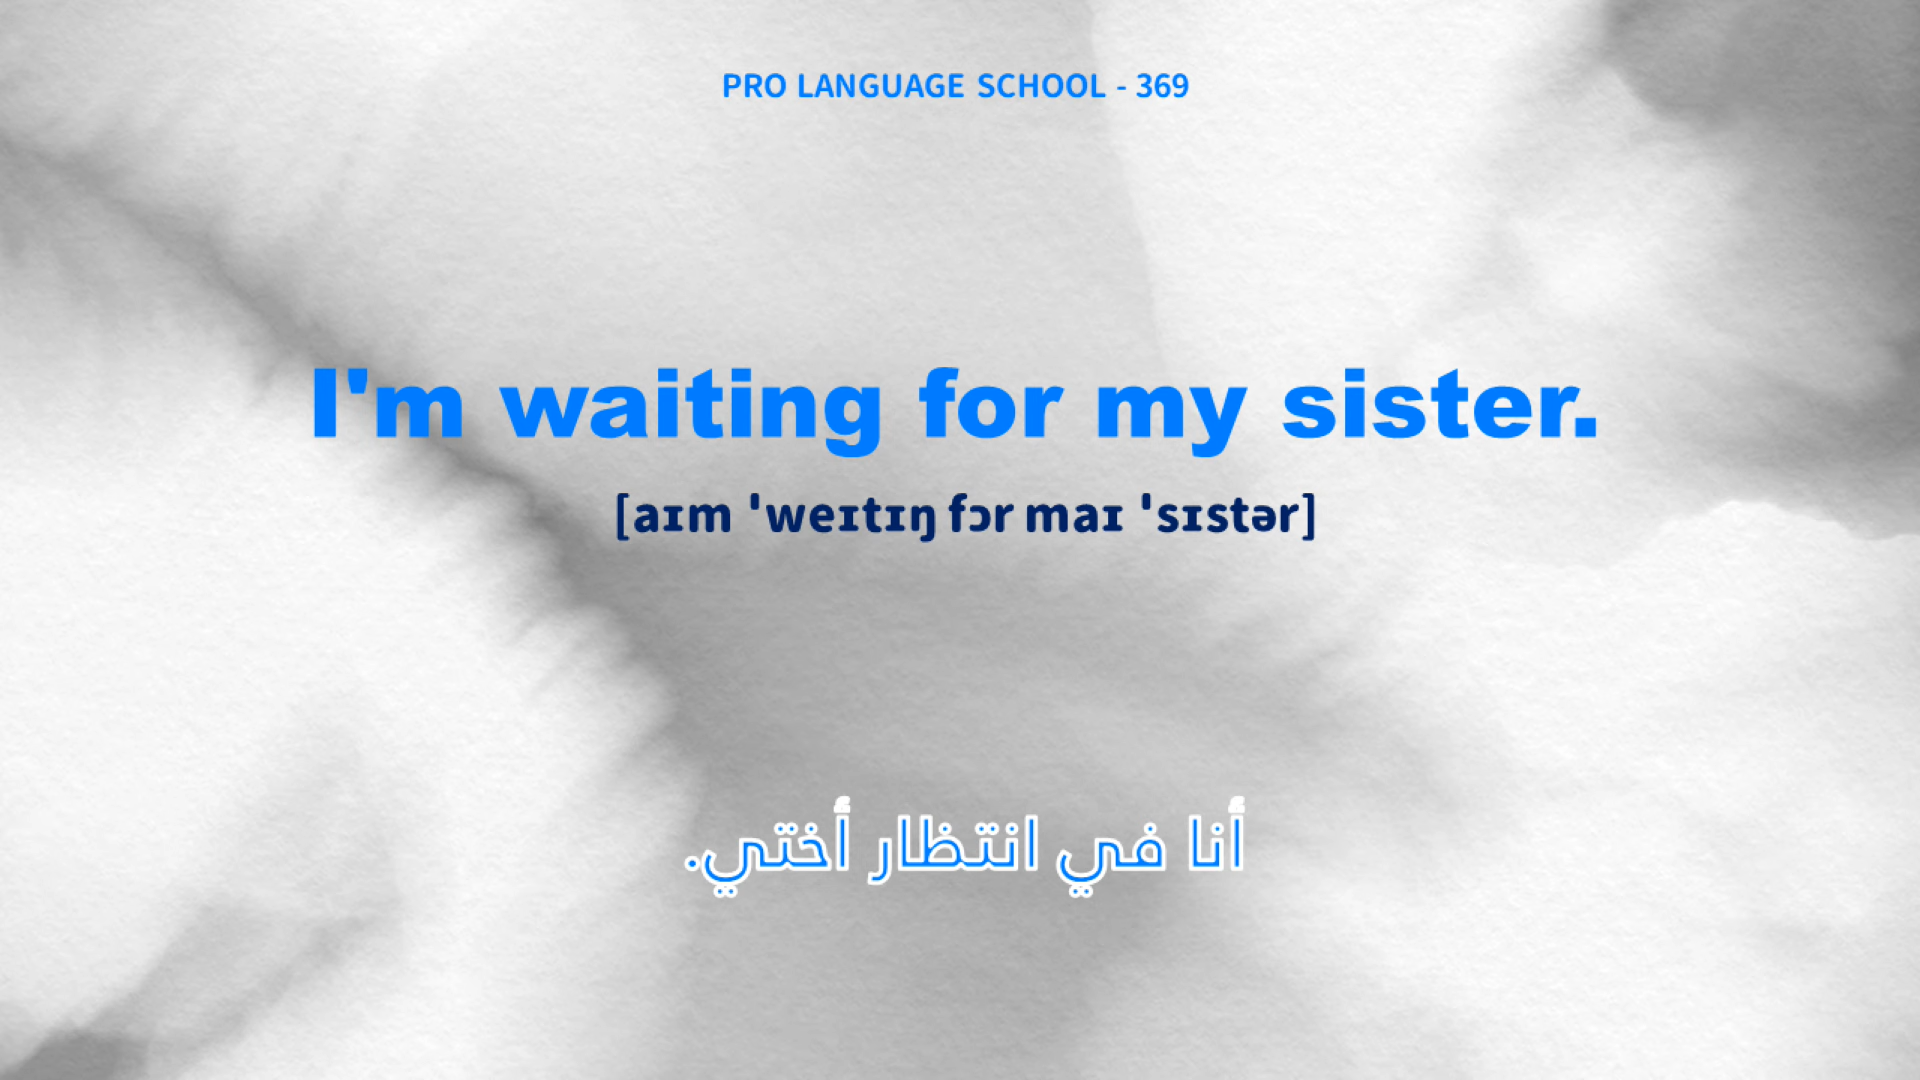 PRO LANGUAGE SCHOOL - 369
I'm waiting for my sister.
[aɪm ˈweɪtɪŋ fɔr maɪ ˈsɪstər]
أنا في انتظار أختي.